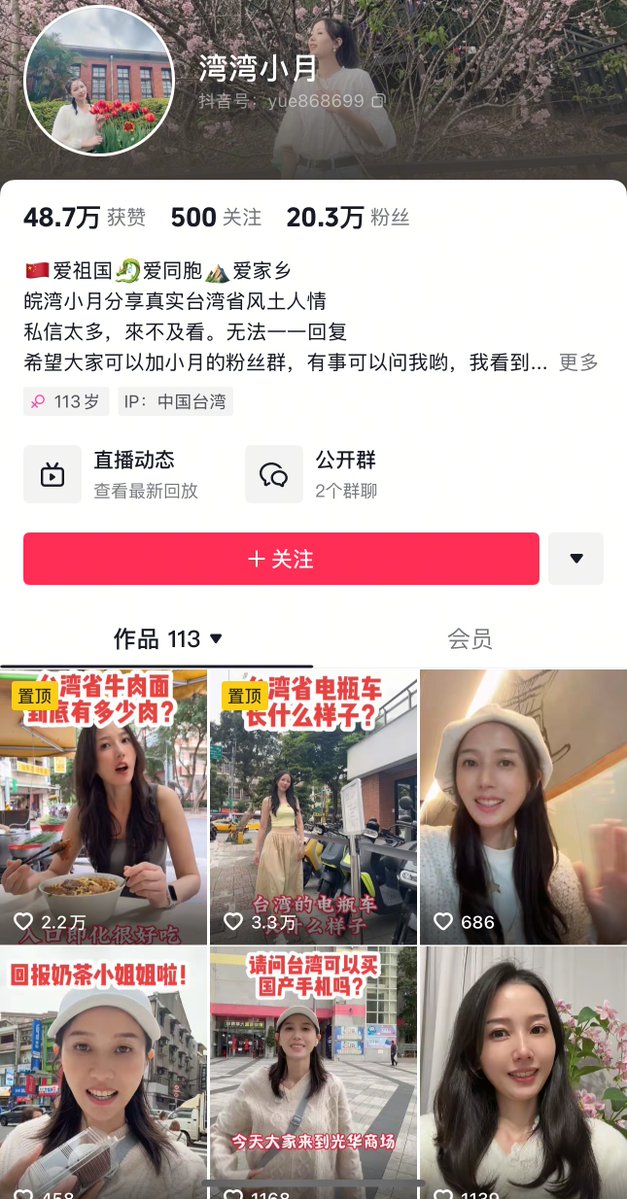 湾湾小月
抖音号：yue868699
48.7万 获赞 500 关注 20.3万 粉丝
🇨🇳爱祖国🐉爱同胞⛰️爱家乡
皖湾小月分享真实台湾省风土人情
私信太多，來不及看。无法一一回复
希望大家可以加小月的粉丝群，有事可以问我哟，我看到... 更多
113岁 IP：中国台湾
直播动态
查看最新回放
公开群
2个群聊
＋关注
作品 113
会员
置顶
台湾省牛肉面
到底有多少肉？
2.2万
入口即化很好吃
置顶
台湾省电瓶车
长什么样子？
台湾的电瓶车
什么样子
3.3万
686
回报奶茶小姐姐啦！
458
请问台湾可以买
国产手机吗？
今天大家来到光华商场
1168
1139